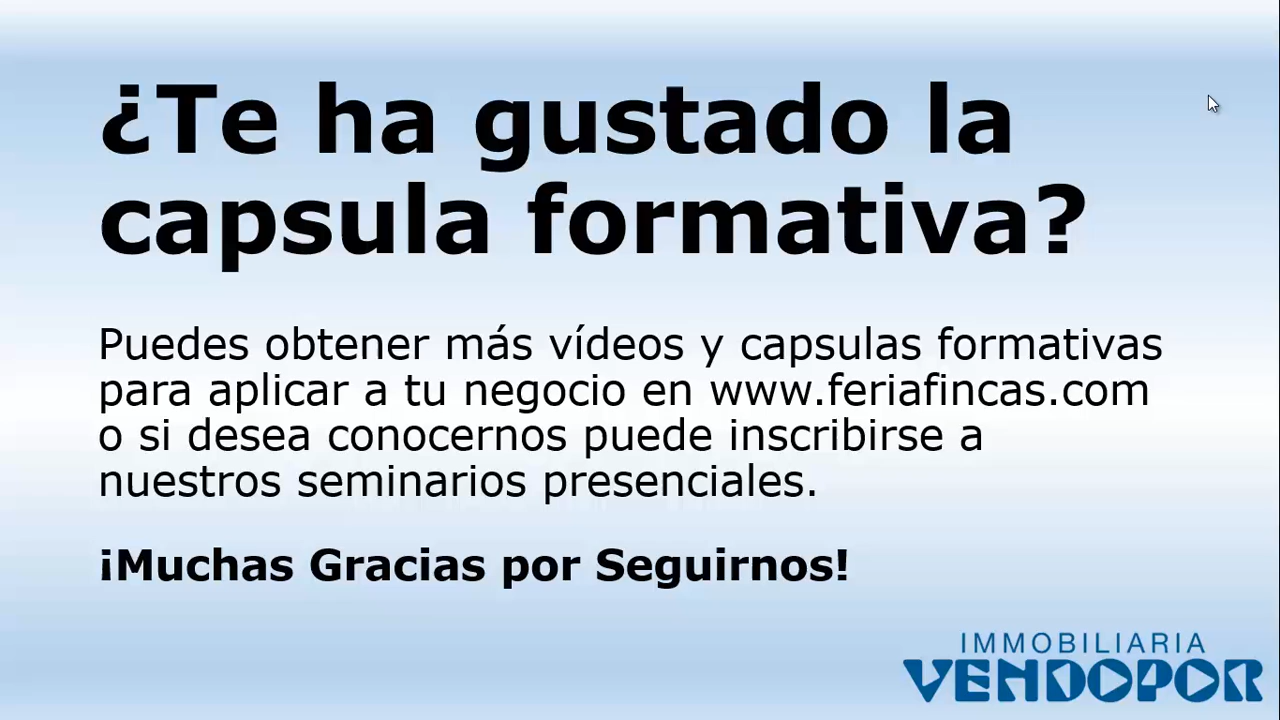 ¿Te ha gustado la
capsula formativa?
Puedes obtener más vídeos y capsulas formativas
para aplicar a tu negocio en www.feriafincas.com
o si desea conocernos puede inscribirse a
nuestros seminarios presenciales.
¡Muchas Gracias por Seguirnos!
IMMOBILIARIA
VENDOPOR